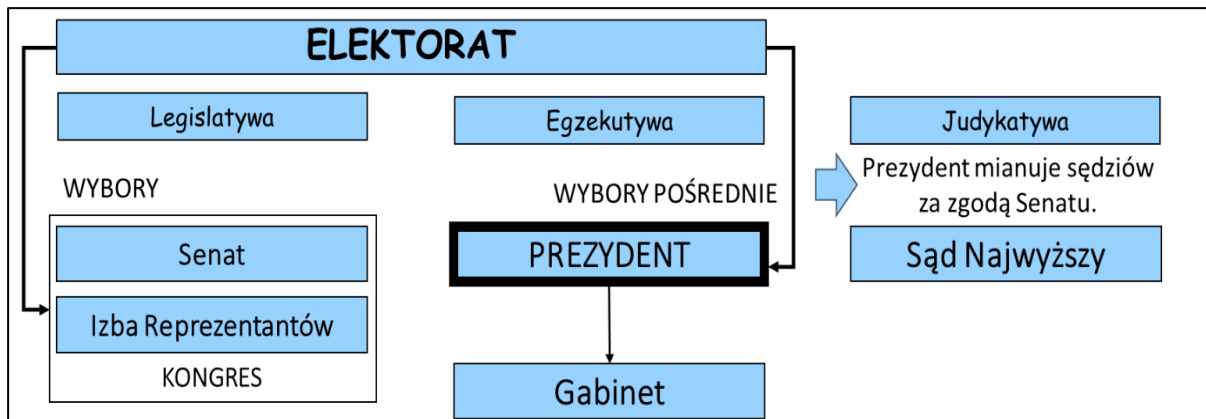 ELEKTORAT
Legislatywa
Egzekutywa
Judykatywa
WYBORY
WYBORY POŚREDNIE
Prezydent mianuje sędziów
za zgodą Senatu.
Senat
PREZYDENT
Sąd Najwyższy
Izba Reprezentantów
KONGRES
Gabinet